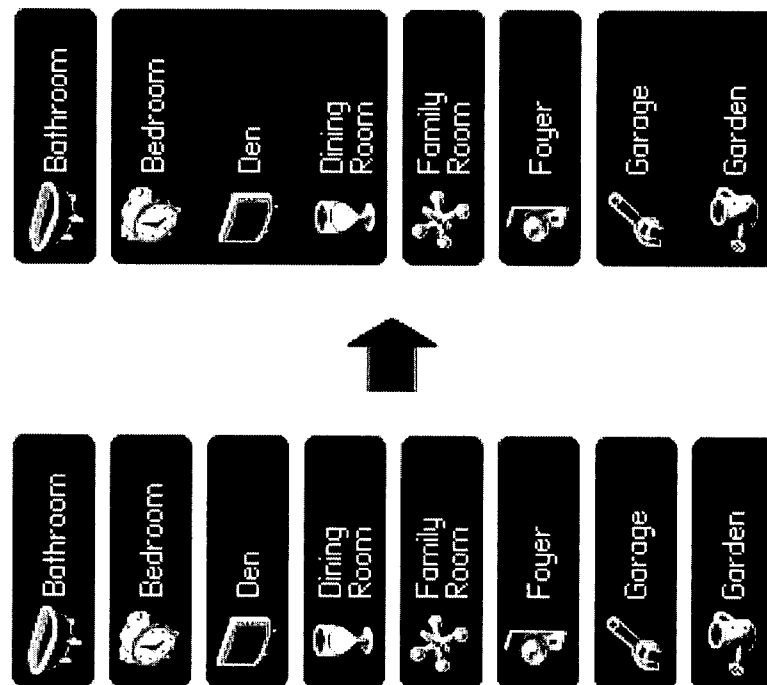 Bathroom
Bedroom
Den
Dining
Room
Family
Room
Foyer
Garage
Garden
Bathroom
Bedroom
Den
Dining
Room
Family
Room
Foyer
Garage
Garden